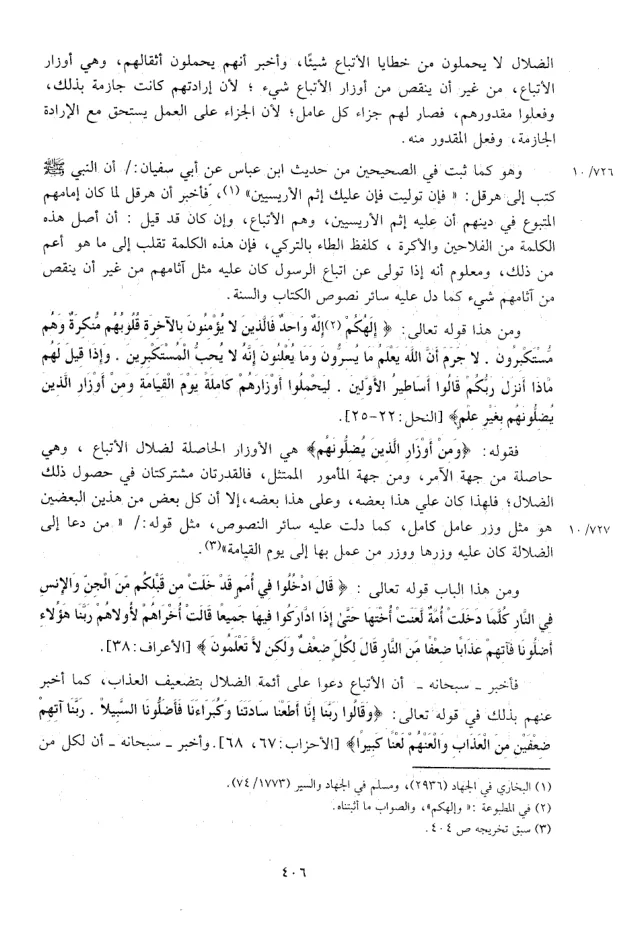 الضلال لا يحملون من خطايا الأتباع شيئًا، وأخبر أنهم يحملون أثقالهم، وهي أوزار
الأتباع، من غير أن ينقص من أوزار الأتباع شيء ؛ لأن إرادتهم كانت جازمة بذلك،
وفعلوا مقدورهم، فصار لهم جزاء كل عامل؛ لأن الجزاء على العمل يستحق مع الإرادة
الجازمة، وفعل المقدور منه.
١٠/٧٢٦ وهو كما ثبت في الصحيحين من حديث ابن عباس عن أبي سفيان:/ أن النبي ﷺ
كتب إلى هرقل: « فإن توليت فإن عليك إثم الأريسيين» (١)، فأخبر أن هرقل لما كان إمامهم
المتبوع في دينهم أن عليه إثم الأريسيين، وهم الأتباع، وإن كان قد قيل : أن أصل هذه
الكلمة من الفلاحين والأكرة ، كلفظ الطاء بالتركي، فإن هذه الكلمة تقلب إلى ما هو أعم
من ذلك، ومعلوم أنه إذا تولى عن اتباع الرسول كان عليه مثل آثامهم من غير أن ينقص
من آثامهم شيء كما دل عليه سائر نصوص الكتاب والسنة.
ومن هذا قوله تعالى: ﴿ إِلَهُكُمْ (٢)إِلَهٌ وَاحِدٌ فَالَّذِينَ لا يُؤْمِنُونَ بِالآخِرَةِ قُلُوبُهُم مُّنكِرَةٌ وَهُم
مُّسْتَكْبِرُونَ . لا جَرَمَ أَنَّ اللَّهَ يَعْلَمُ مَا يُسِرُّونَ وَمَا يُعْلِنُونَ إِنَّهُ لا يُحِبُّ الْمُسْتَكْبِرِينَ . وَإِذَا قِيلَ لَهُم
مَّاذَا أَنزَلَ رَبُّكُمْ قَالُوا أَسَاطِيرُ الأَوَّلِينَ . لِيَحْمِلُوا أَوْزَارَهُمْ كَامِلَةً يَوْمَ الْقِيَامَةِ وَمِنْ أَوْزَارِ الَّذِينَ
يُضِلُّونَهُم بِغَيْرِ عِلْمٍ﴾ [النحل:٢٢-٢٥].
فقوله: ﴿وَمِنْ أَوْزَارِ الَّذِينَ يُضِلُّونَهُم﴾ هي الأوزار الحاصلة لضلال الأتباع ، وهي
حاصلة من جهة الآمر، ومن جهة المأمور الممتثل، فالقدرتان مشتركتان في حصول ذلك
الضلال؛ فلهذا كان علي هذا بعضه، وعلى هذا بعضه،إلا أن كل بعض من هذين البعضين
١٠/٧٢٧ هو مثل وزر عامل كامل، كما دلت عليه سائر النصوص، مثل قوله:/ « من دعا إلى
الضلالة كان عليه وزرها ووزر من عمل بها إلى يوم القيامة»(٣).
ومن هذا الباب قوله تعالى : ﴿ قَالَ ادْخُلُوا فِي أُمَمٍ قَدْ خَلَتْ مِن قَبْلِكُم مِّنَ الْجِنِّ وَالإِنسِ
فِي النَّارِ كُلَّمَا دَخَلَتْ أُمَّةٌ لَّعَنَتْ أُخْتَهَا حَتَّىٰ إِذَا ادَّارَكُوا فِيهَا جَمِيعًا قَالَتْ أُخْرَاهُمْ لأُولاهُمْ رَبَّنَا هَؤُلاءِ
أَضَلُّونَا فَآتِهِمْ عَذَابًا ضِعْفًا مِّنَ النَّارِ قَالَ لِكُلٍّ ضِعْفٌ وَلَكِن لاَّ تَعْلَمُونَ ﴾ [الأعراف:٣٨].
فأخبر ـ سبحانه ـ أن الأتباع دعوا على أئمة الضلال بتضعيف العذاب، كما أخبر
عنهم بذلك في قوله تعالى: ﴿وَقَالُوا رَبَّنَا إِنَّا أَطَعْنَا سَادَتَنَا وَكُبَرَاءَنَا فَأَضَلُّونَا السَّبِيلاْ . رَبَّنَا آتِهِمْ
ضِعْفَيْنِ مِنَ الْعَذَابِ وَالْعَنْهُمْ لَعْنًا كَبِيرًا﴾ [الأحزاب:٦٧، ٦٨].وأخبر ـ سبحانه ـ أن لكل من
(١) البخاري في الجهاد (٢٩٣٦)، ومسلم في الجهاد والسير (٧٤/١٧٧٣).
(٢) في المطبوعة :« وإلهكم»، والصواب ما أثبتناه.
(٣) سبق تخريجه ص ٤٠٤.
٤٠٦